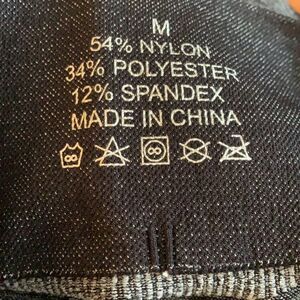 M
54% NYLON
34% POLYESTER
12% SPANDEX
MADE IN CHINA